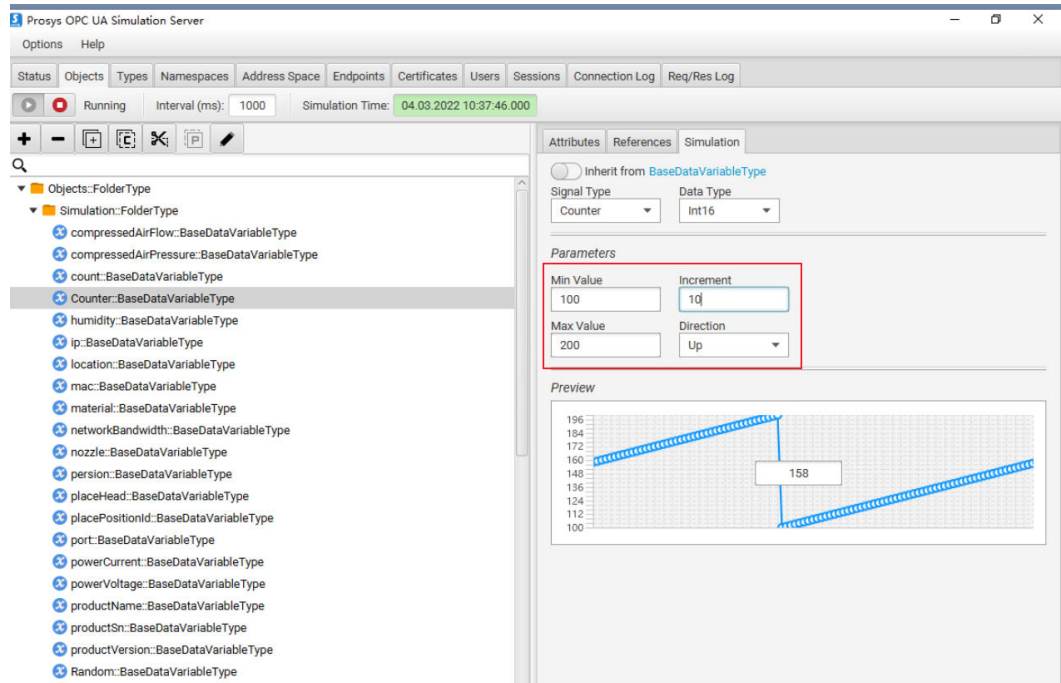 Prosys OPC UA Simulation Server
Options Help
Status Objects Types Namespaces Address Space Endpoints Certificates Users Sessions Connection Log Req/Res Log
Running Interval (ms): 1000 Simulation Time: 04.03.2022 10:37:46.000
Attributes References Simulation
Inherit from BaseDataVariableType
Signal Type Data Type
Counter Int16
Parameters
Min Value Increment
100 10
Max Value Direction
200 Up
Preview
196
184
172
160
148
136
124
112
100
158
Objects::FolderType
Simulation::FolderType
compressedAirFlow::BaseDataVariableType
compressedAirPressure::BaseDataVariableType
count::BaseDataVariableType
Counter::BaseDataVariableType
humidity::BaseDataVariableType
ip::BaseDataVariableType
location::BaseDataVariableType
mac::BaseDataVariableType
material::BaseDataVariableType
networkBandwidth::BaseDataVariableType
nozzle::BaseDataVariableType
persion::BaseDataVariableType
placeHead::BaseDataVariableType
placePositionId::BaseDataVariableType
port::BaseDataVariableType
powerCurrent::BaseDataVariableType
powerVoltage::BaseDataVariableType
productName::BaseDataVariableType
productSn::BaseDataVariableType
productVersion::BaseDataVariableType
Random::BaseDataVariableType